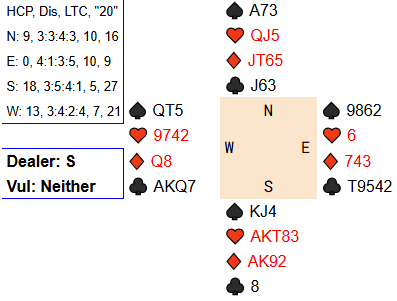 HCP, Dis, LTC, "20"
N: 9, 3:3:4:3, 10, 16
E: 0, 4:1:3:5, 10, 9
S: 18, 3:5:4:1, 5, 27
W: 13, 3:4:2:4, 7, 21
Dealer: S
Vul: Neither
A73
QJ5
JT65
J63
QT5
9742
Q8
AKQ7
N
W E
S
9862
6
743
T9542
KJ4
AKT83
AK92
8